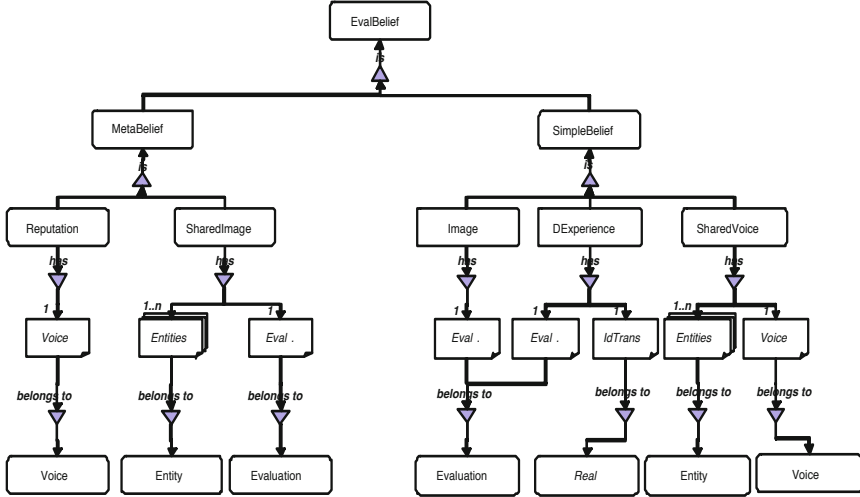 EvalBelief
is
MetaBelief
SimpleBelief
is
is
Reputation
SharedImage
Image
DExperience
SharedVoice
has
has
has
has
has
1
1..n
1
1
1
1
1..n
1
Voice
Entities
Eval .
Eval .
Eval .
IdTrans
Entities
Voice
belongs to
belongs to
belongs to
belongs to
belongs to
belongs to
belongs to
Voice
Entity
Evaluation
Evaluation
Real
Entity
Voice